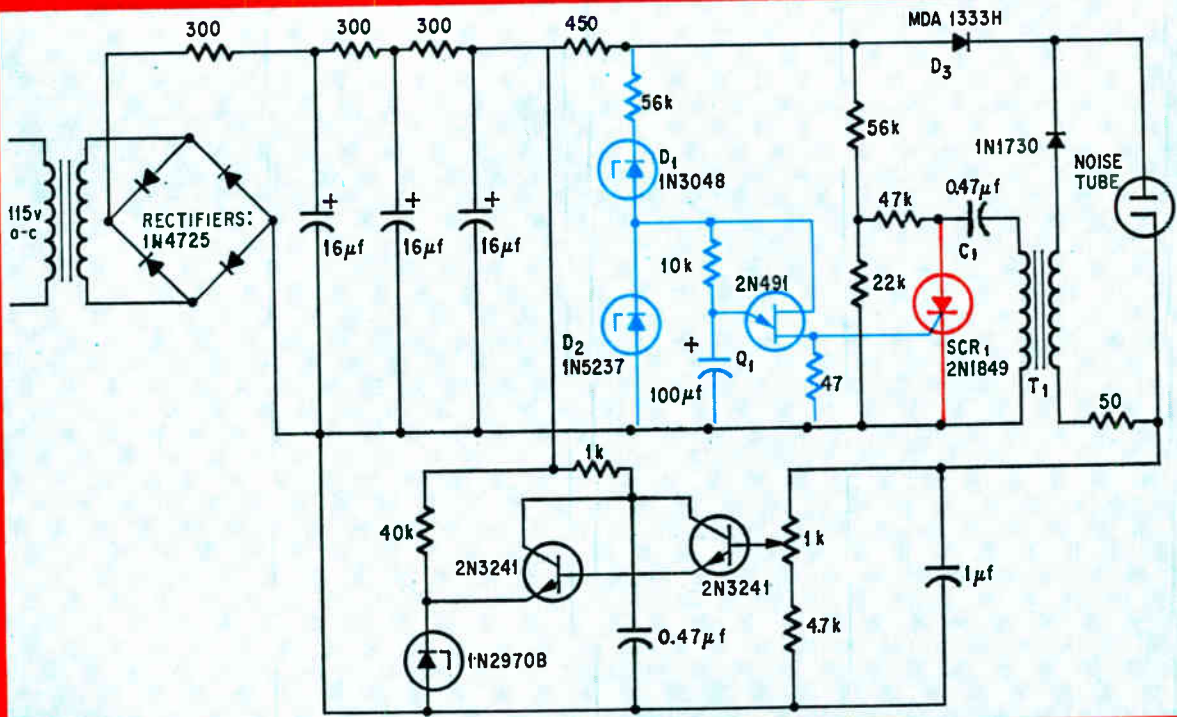 300
300
300
450
MDA 1333H
D3
56k
D1
1N3048
56k
1N1730
NOISE
TUBE
115v
a-c
RECTIFIERS:
1N4725
+
16μf
+
16μf
+
16μf
47k
0.47μf
C1
10k
2N491
22k
D2
1N5237
+
100μf
Q1
47
SCR1
2N1849
T1
50
1k
40k
2N3241
2N3241
1k
1μf
4.7k
0.47μf
1N2970B